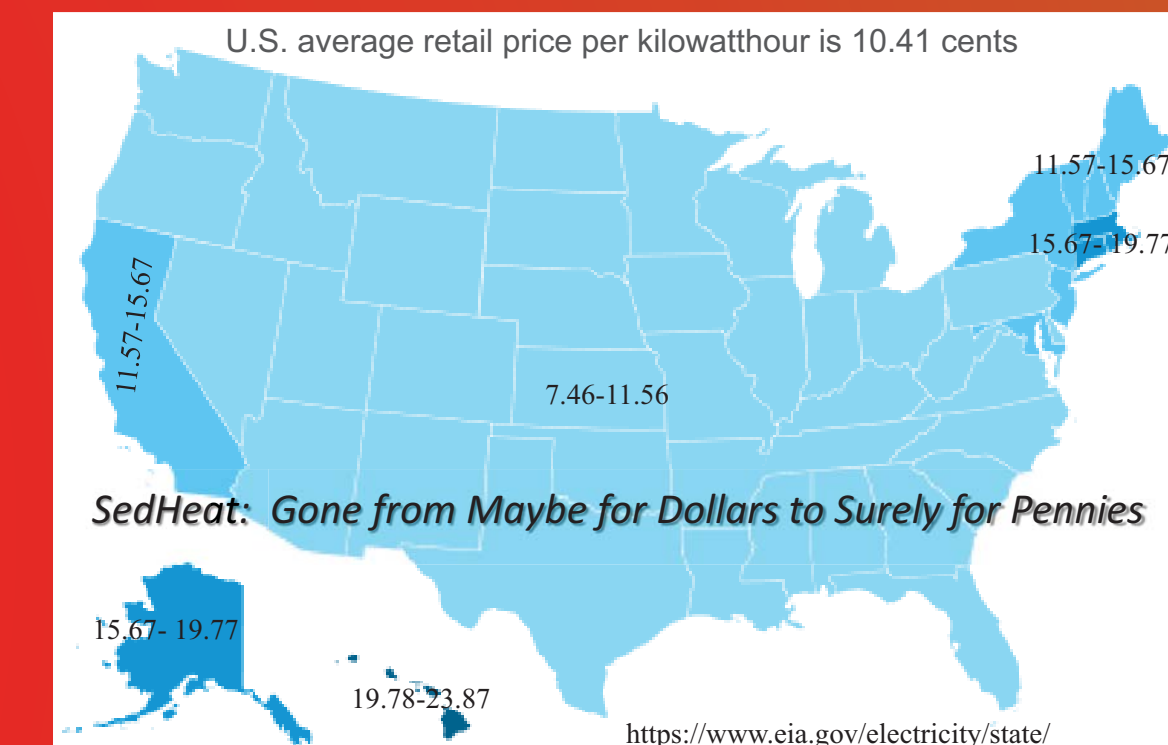 U.S. average retail price per kilowatthour is 10.41 cents
11.57-15.67
15.67- 19.77
11.57-15.67
7.46-11.56
SedHeat:  Gone from Maybe for Dollars to Surely for Pennies
15.67- 19.77
19.78-23.87
https://www.eia.gov/electricity/state/